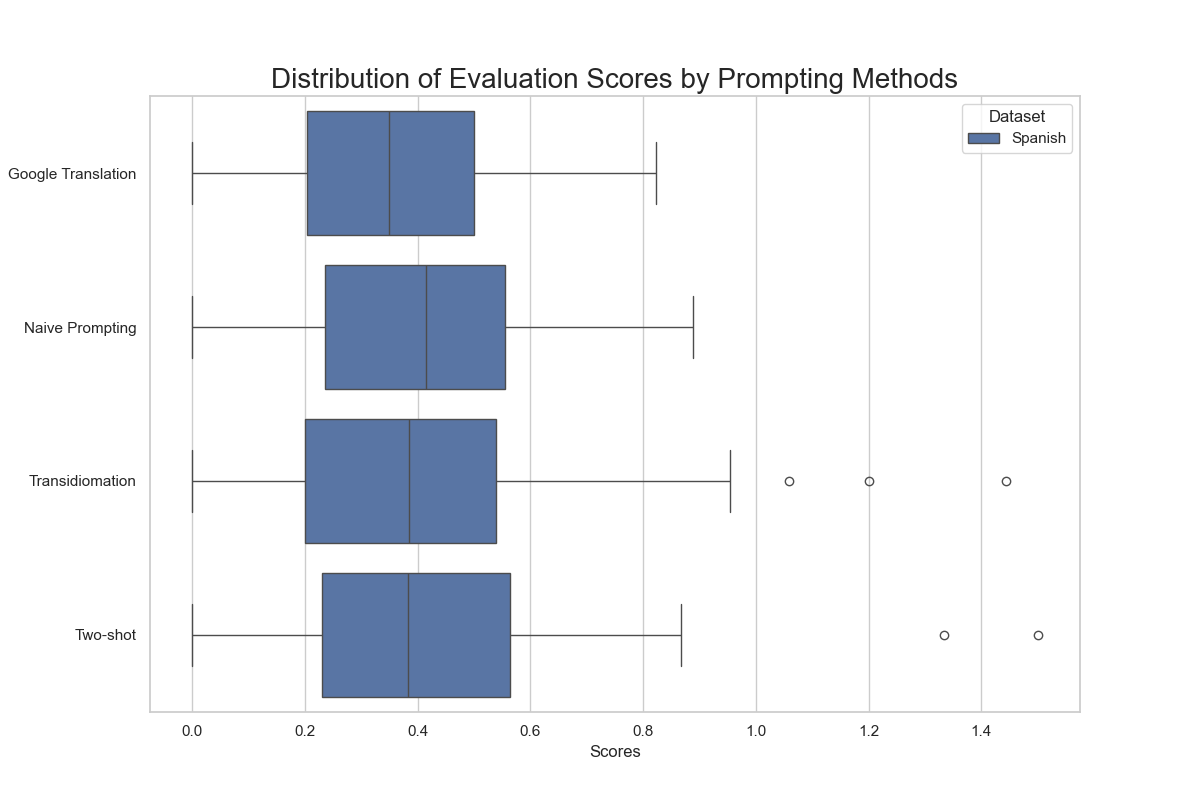 Distribution of Evaluation Scores by Prompting Methods
Dataset
Spanish
Google Translation
Naive Prompting
Transidiomation
Two-shot
0.0 0.2 0.4 0.6 0.8 1.0 1.2 1.4
Scores